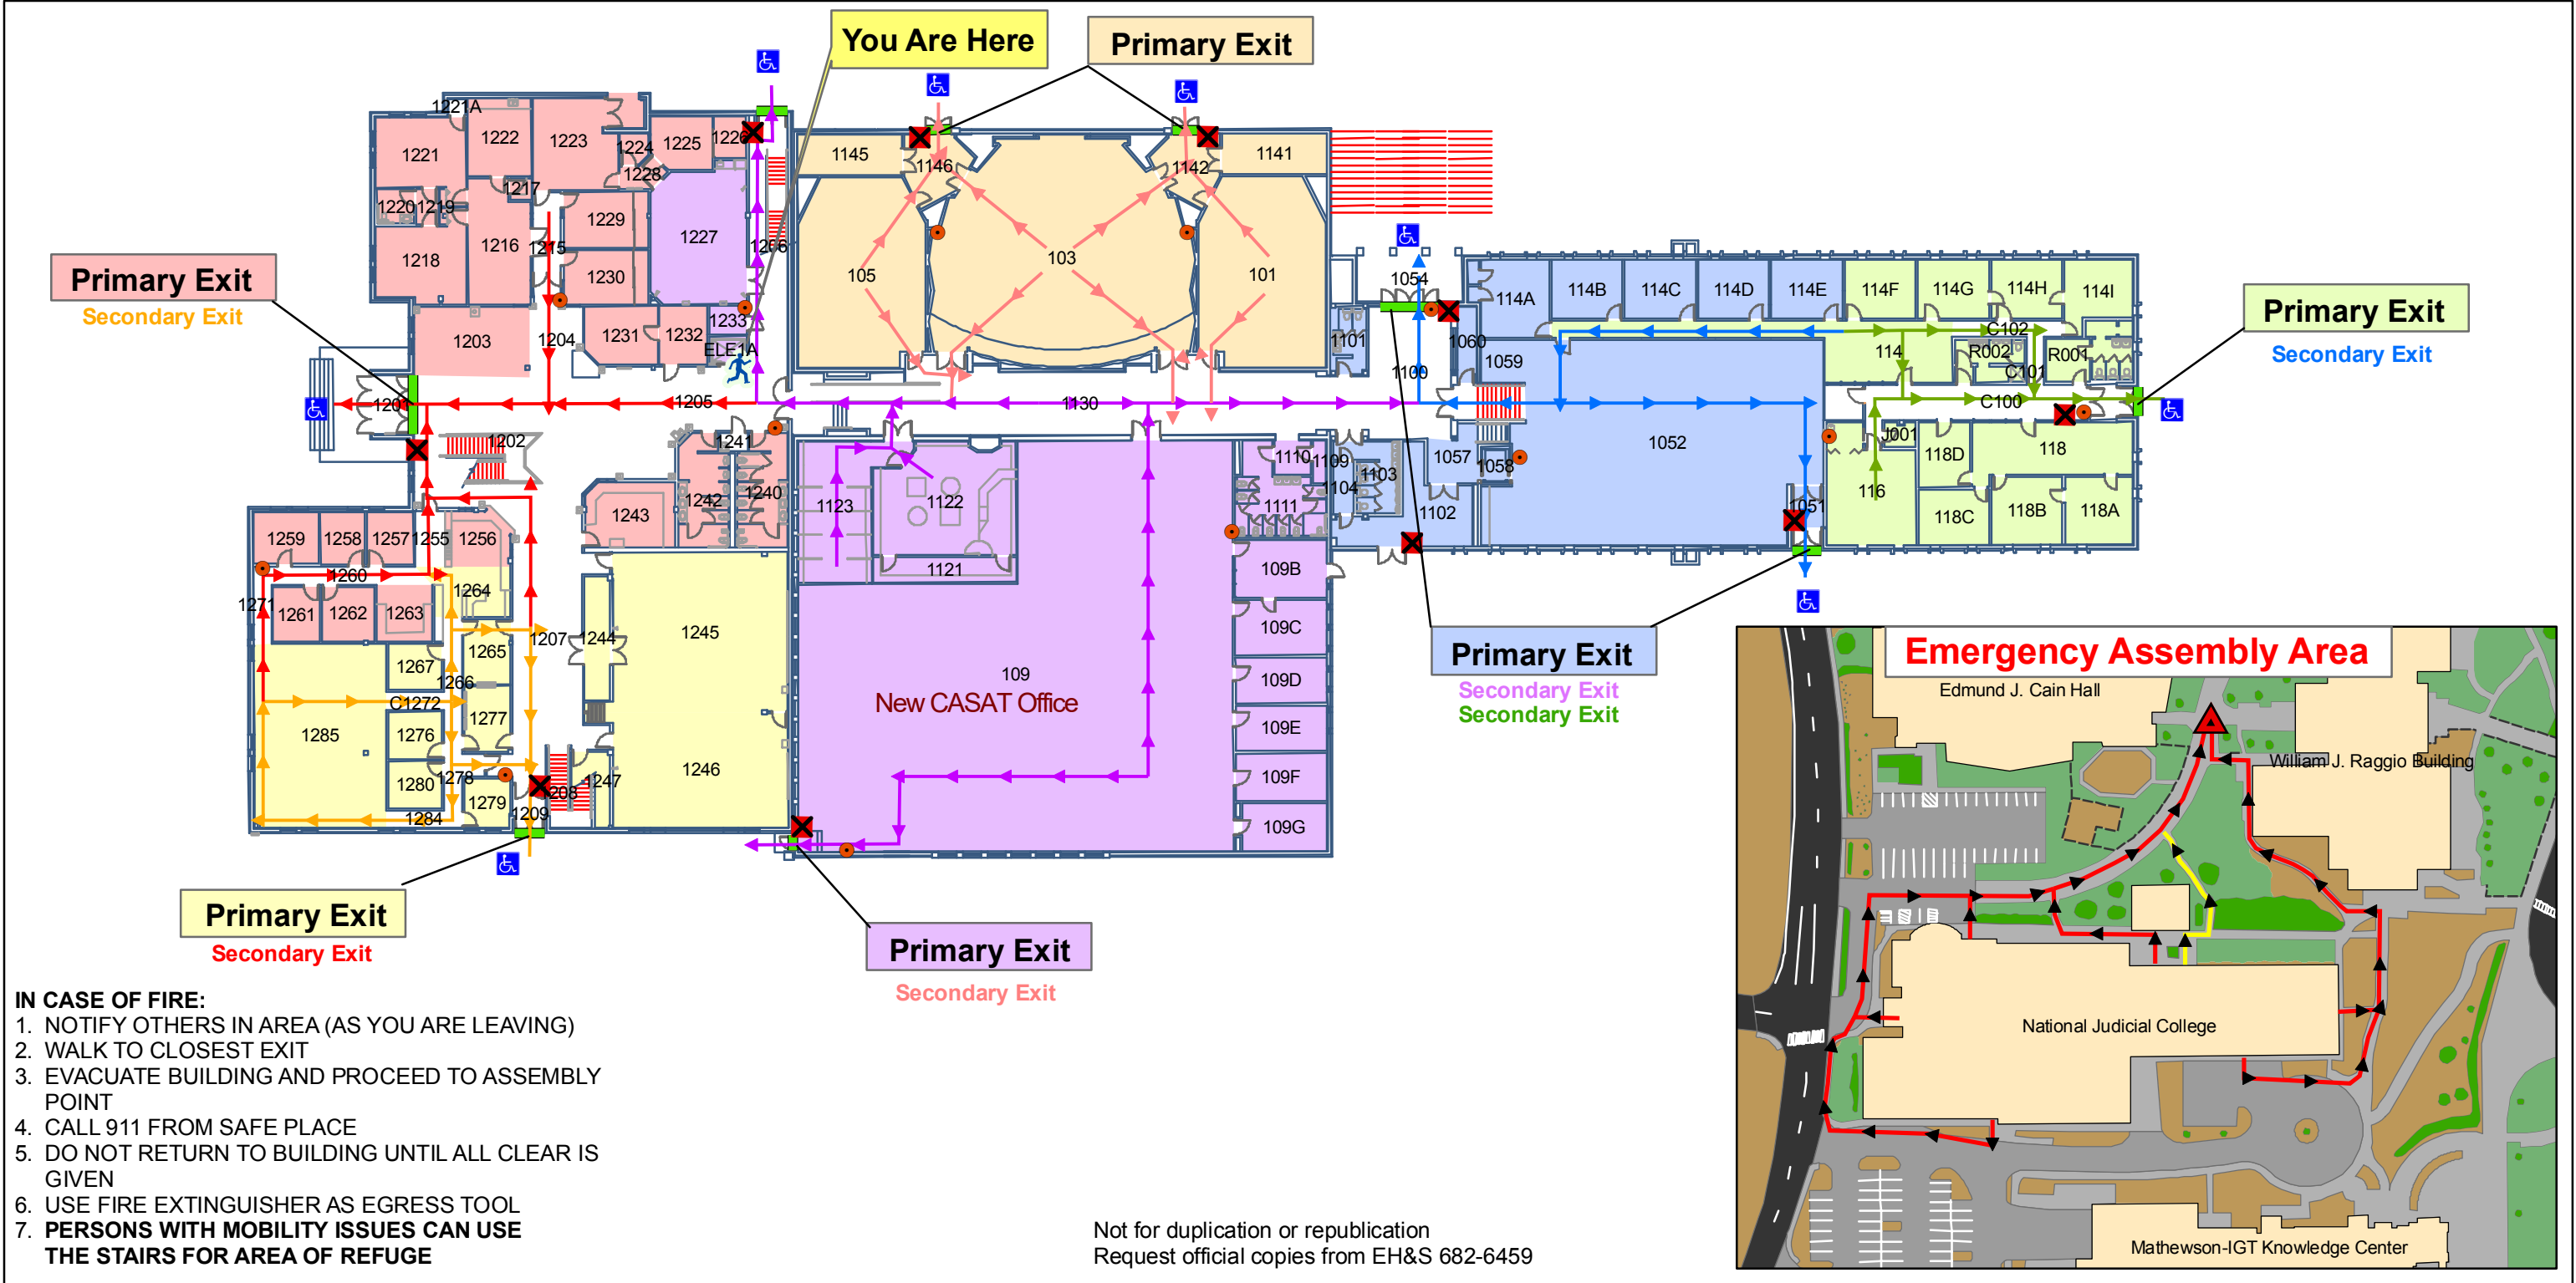 You Are Here
Primary Exit
1221A
1222
1223
1221
1224
1225
1226
1228
1217
1220
1219
1229
1227
1216
1215
1218
1230
1203
1204
1231
1232
1233
ELE1A
1145
1146
1142
1141
105
103
101
1054
114A
114B
114C
114D
114E
114F
114G
114H
114I
1101
1060
1059
1100
114
C102
R002
R001
C101
C100
Primary Exit
Secondary Exit
Primary Exit
Secondary Exit
1205
1130
1202
1241
1242
1240
1243
1123
1122
1121
1110
1109
1111
1104
1103
1102
1057
1058
1052
1051
J001
116
118D
118
118C
118B
118A
1259
1258
1257
1255
1256
1260
1264
1271
1261
1262
1263
1207
1244
1245
1265
1267
1266
C1272
1277
1285
1276
1280
1278
1279
1284
1209
1208
1247
1246
109
New CASAT Office
109B
109C
109D
109E
109F
109G
Primary Exit
Secondary Exit
Secondary Exit
Primary Exit
Secondary Exit
Primary Exit
Secondary Exit
Emergency Assembly Area
Edmund J. Cain Hall
William J. Raggio Building
National Judicial College
Mathewson-IGT Knowledge Center
IN CASE OF FIRE:
1. NOTIFY OTHERS IN AREA (AS YOU ARE LEAVING)
2. WALK TO CLOSEST EXIT
3. EVACUATE BUILDING AND PROCEED TO ASSEMBLY
POINT
4. CALL 911 FROM SAFE PLACE
5. DO NOT RETURN TO BUILDING UNTIL ALL CLEAR IS
GIVEN
6. USE FIRE EXTINGUISHER AS EGRESS TOOL
7. PERSONS WITH MOBILITY ISSUES CAN USE
THE STAIRS FOR AREA OF REFUGE
Not for duplication or republication
Request official copies from EH&S 682-6459